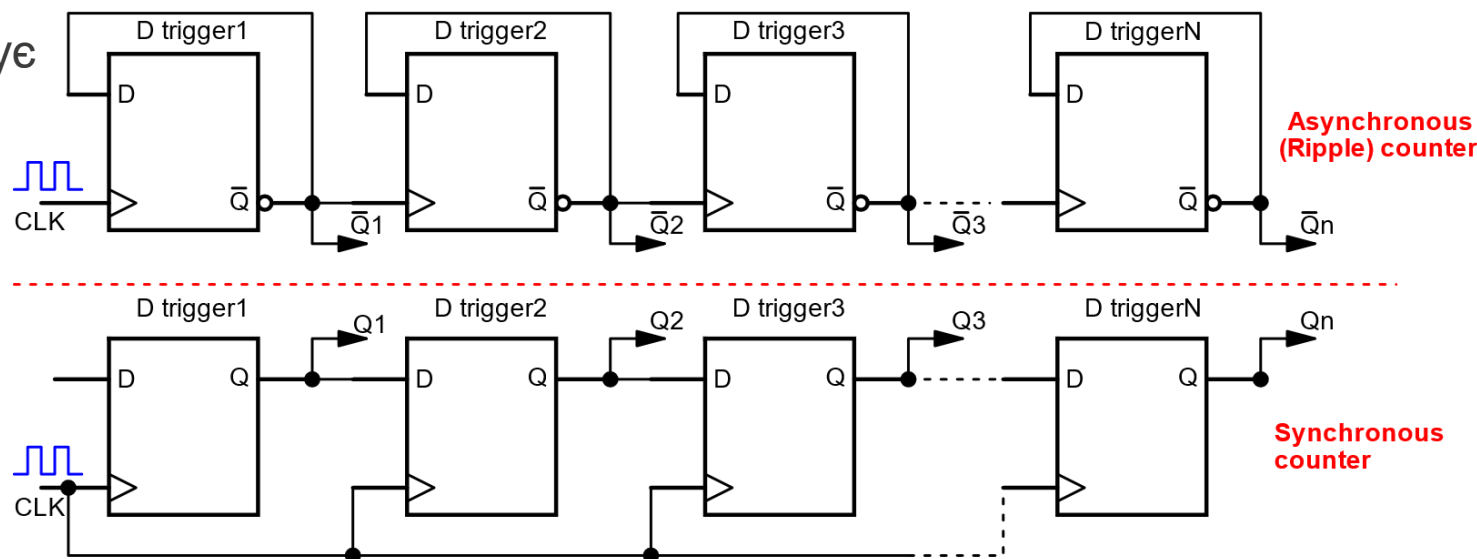 D trigger1
D trigger2
D trigger3
D triggerN
D
D
D
D
Asynchronous
(Ripple) counter
CLK
Q̅
Q̅
Q̅
Q̅
Q̅1
Q̅2
Q̅3
Q̅n
D trigger1
D trigger2
D trigger3
D triggerN
Q1
Q2
Q3
Qn
D
Q
D
Q
D
Q
D
Q
Synchronous
counter
CLK